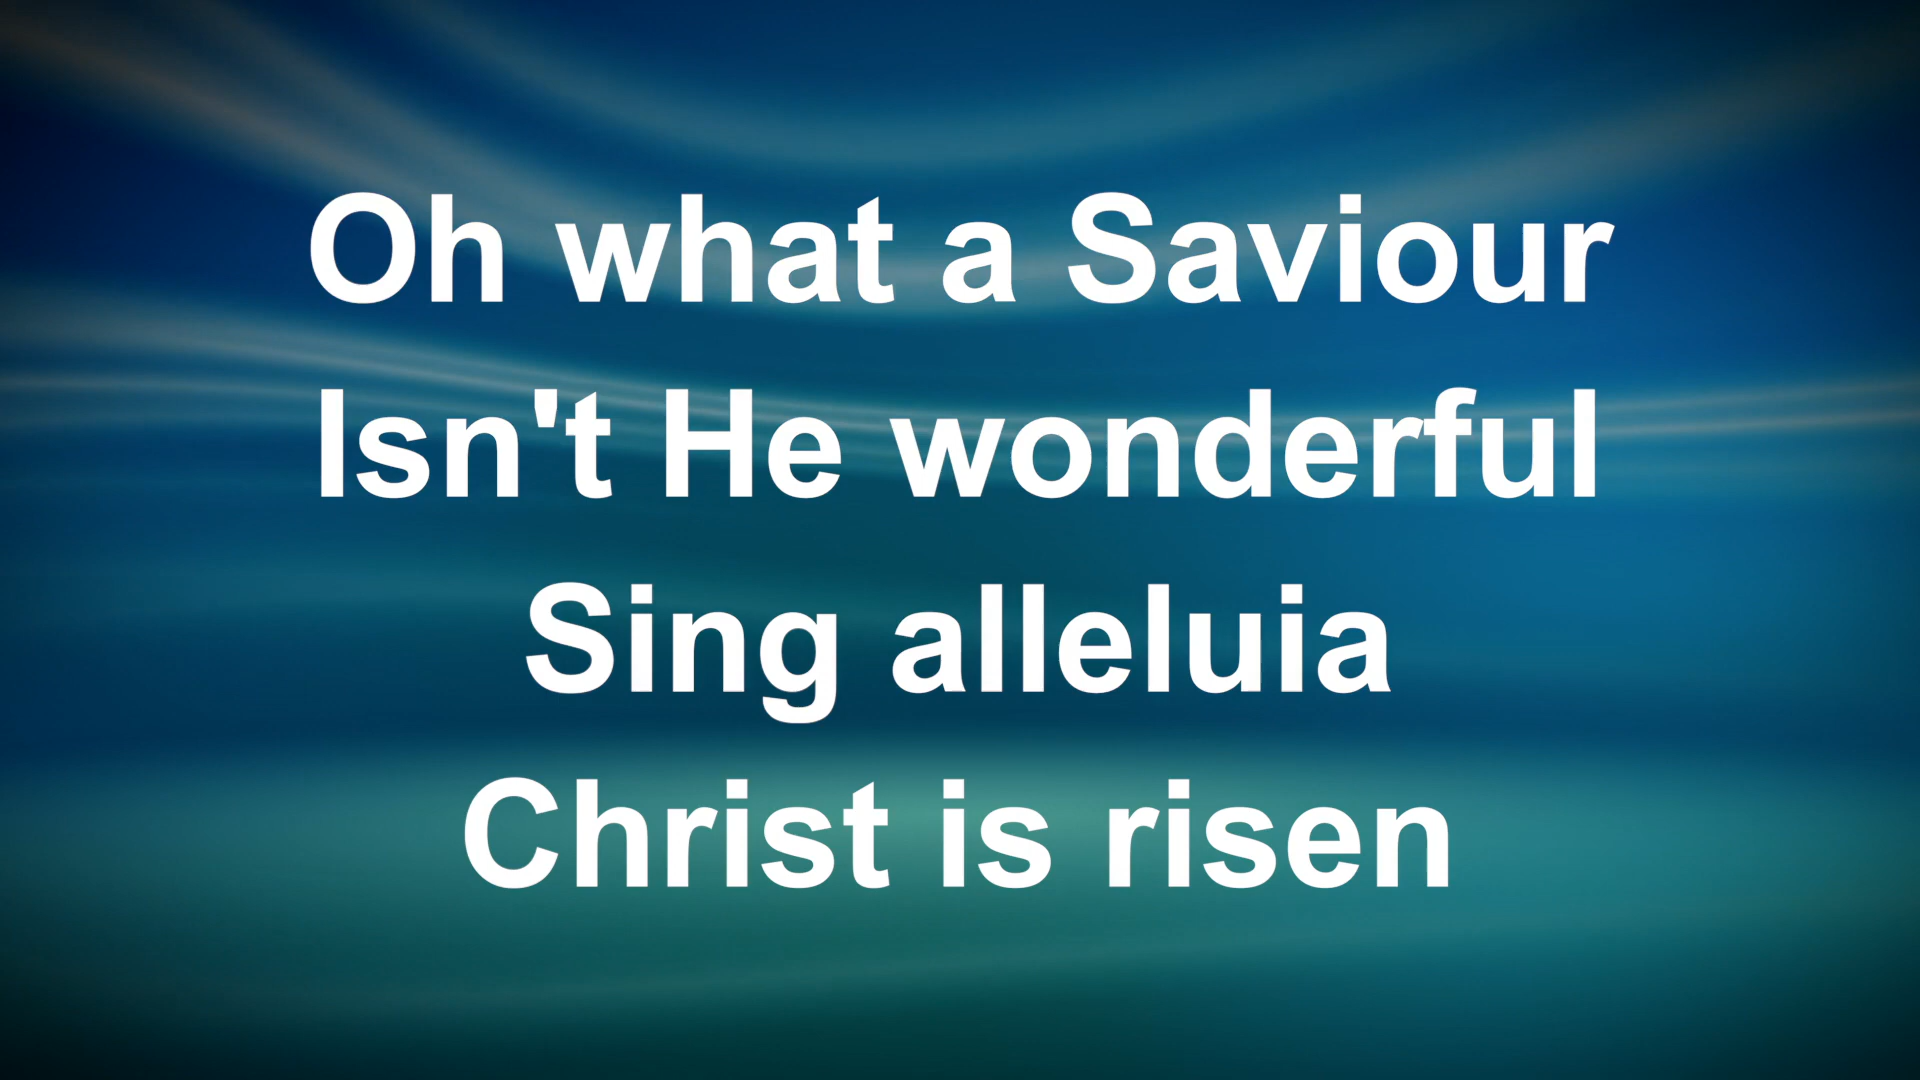 Oh what a Saviour
Isn't He wonderful
Sing alleluia
Christ is risen